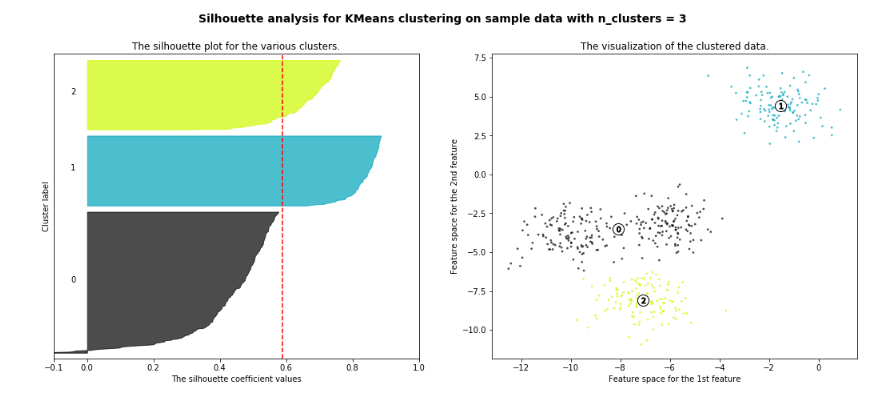 Silhouette analysis for KMeans clustering on sample data with n_clusters = 3
The silhouette plot for the various clusters.
2
1
0
Cluster label
−0.1 0.0 0.2 0.4 0.6 0.8 1.0
The silhouette coefficient values
The visualization of the clustered data.
7.5
5.0
2.5
0.0
−2.5
−5.0
−7.5
−10.0
Feature space for the 2nd feature
1
0
2
−12 −10 −8 −6 −4 −2 0
Feature space for the 1st feature